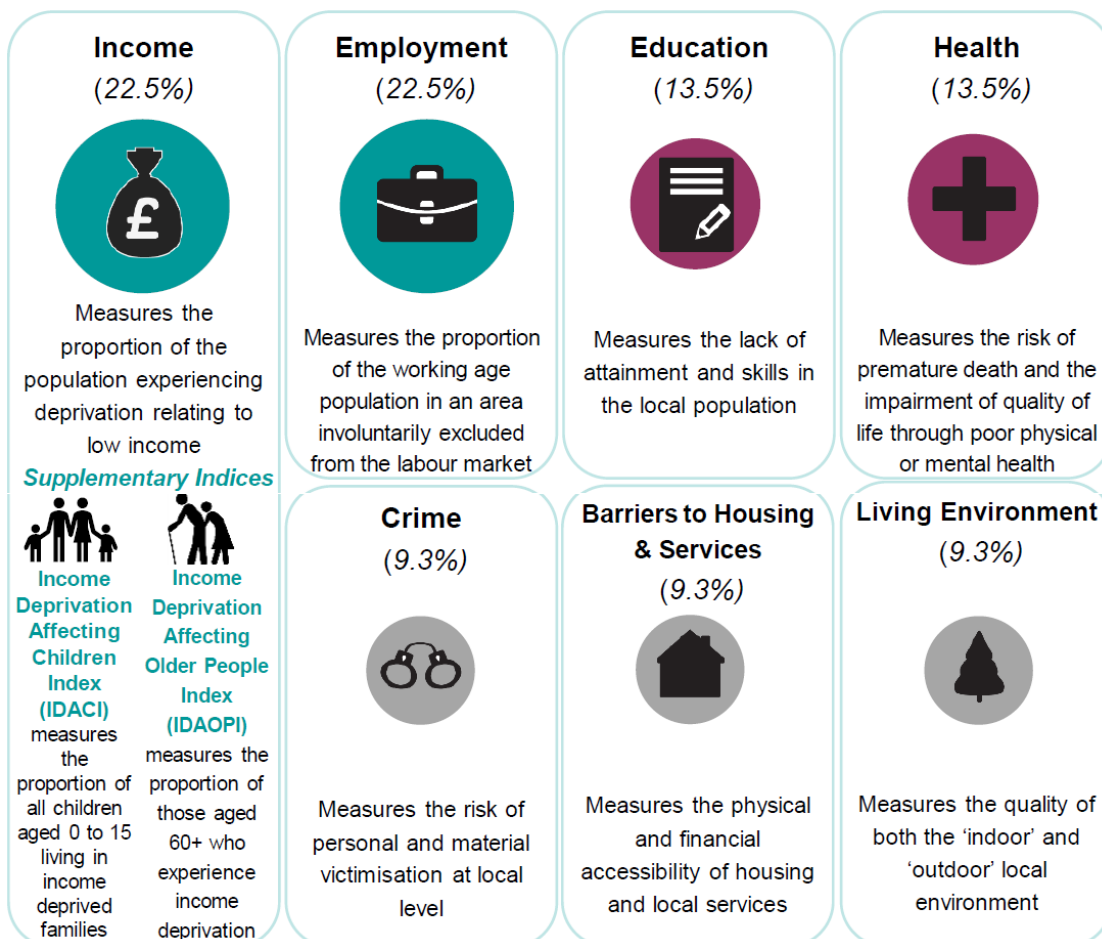 Income
(22.5%)
£
Measures the
proportion of the
population experiencing
deprivation relating to
low income
Supplementary Indices
Income
Deprivation
Affecting
Children
Index
(IDACI)
measures
the
proportion of
all children
aged 0 to 15
living in
income
deprived
families
Income
Deprivation
Affecting
Older People
Index
(IDAOPI)
measures the
proportion of
those aged
60+ who
experience
income
deprivation
Employment
(22.5%)
Measures the proportion
of the working age
population in an area
involuntarily excluded
from the labour market
Education
(13.5%)
Measures the lack of
attainment and skills in
the local population
Health
(13.5%)
Measures the risk of
premature death and the
impairment of quality of
life through poor physical
or mental health
Crime
(9.3%)
Measures the risk of
personal and material
victimisation at local
level
Barriers to Housing
& Services
(9.3%)
Measures the physical
and financial
accessibility of housing
and local services
Living Environment
(9.3%)
Measures the quality of
both the ‘indoor’ and
‘outdoor’ local
environment